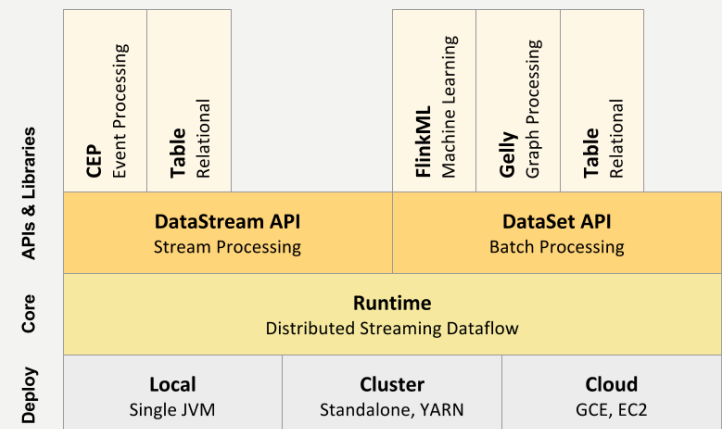 APIs & Libraries
CEP
Event Processing
Table
Relational
FlinkML
Machine Learning
Gelly
Graph Processing
Table
Relational
DataStream API
Stream Processing
DataSet API
Batch Processing
Core
Runtime
Distributed Streaming Dataflow
Deploy
Local
Single JVM
Cluster
Standalone, YARN
Cloud
GCE, EC2